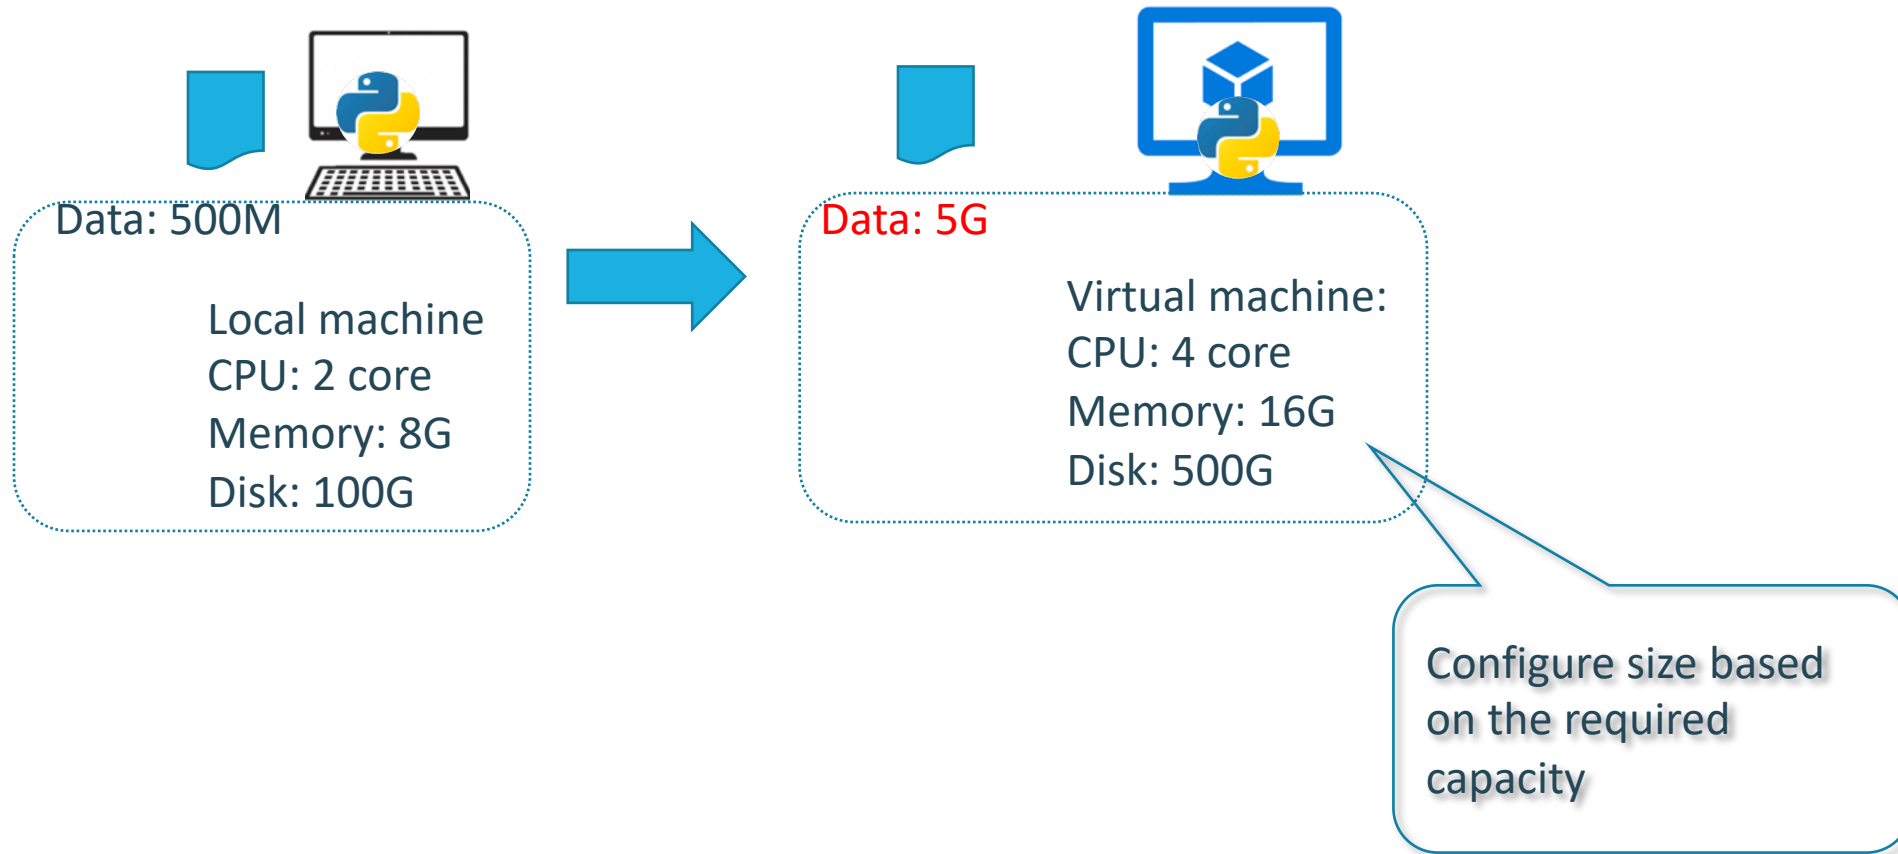 Data: 500M
Local machine
CPU: 2 core
Memory: 8G
Disk: 100G
Data: 5G
Virtual machine:
CPU: 4 core
Memory: 16G
Disk: 500G
Configure size based
on the required
capacity